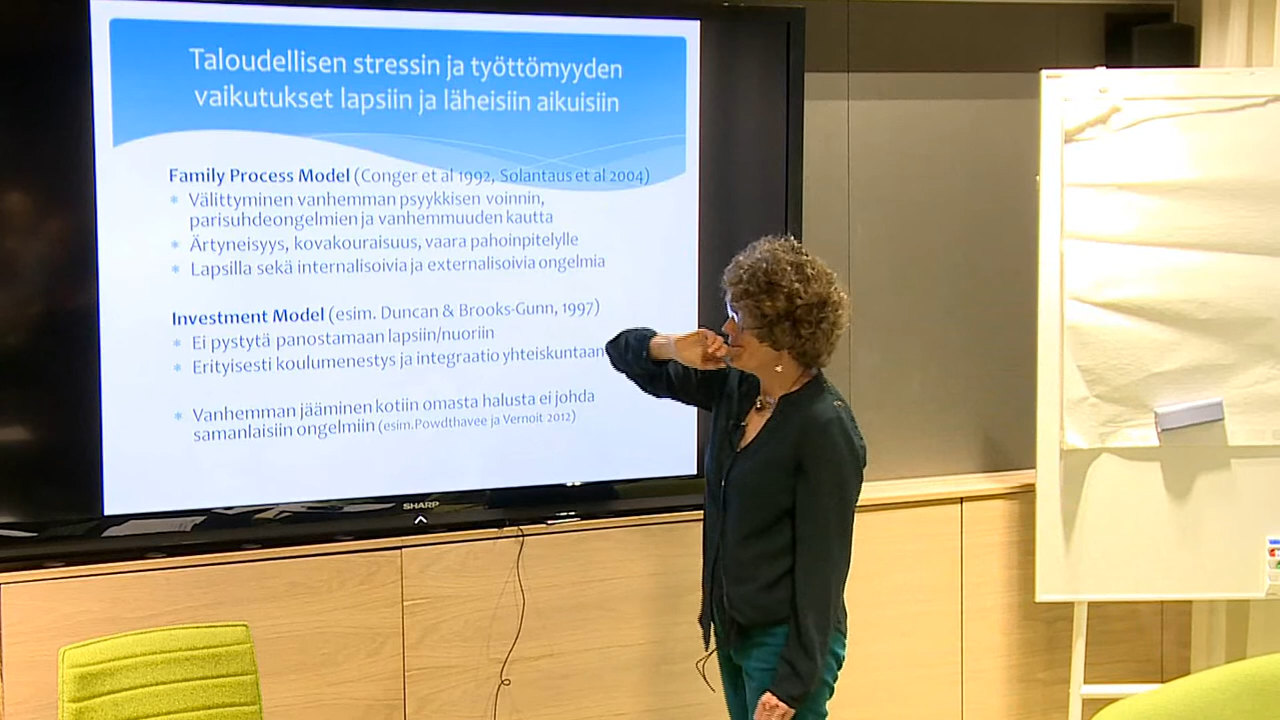 Taloudellisen stressin ja työttömyyden
vaikutukset lapsiin ja läheisiin aikuisiin
Family Process Model (Conger et al 1992, Solantaus et al 2004)
* Välittyminen vanhemman psyykkisen voinnin,
parisuhdeongelmien ja vanhemmuuden kautta
* Ärtyneisyys, kovakouraisuus, vaara pahoinpitelylle
* Lapsilla sekä internalisoivia ja externalisoivia ongelmia
Investment Model (esim. Duncan & Brooks-Gunn, 1997)
* Ei pystytä panostamaan lapsiin/nuoriin
* Erityisesti koulumenestys ja integraatio yhteiskuntaan
* Vanhemman jääminen kotiin omasta halusta ei johda
samanlaisiin ongelmiin (esim.Powdthavee ja Vernoit 2012)
SHARP